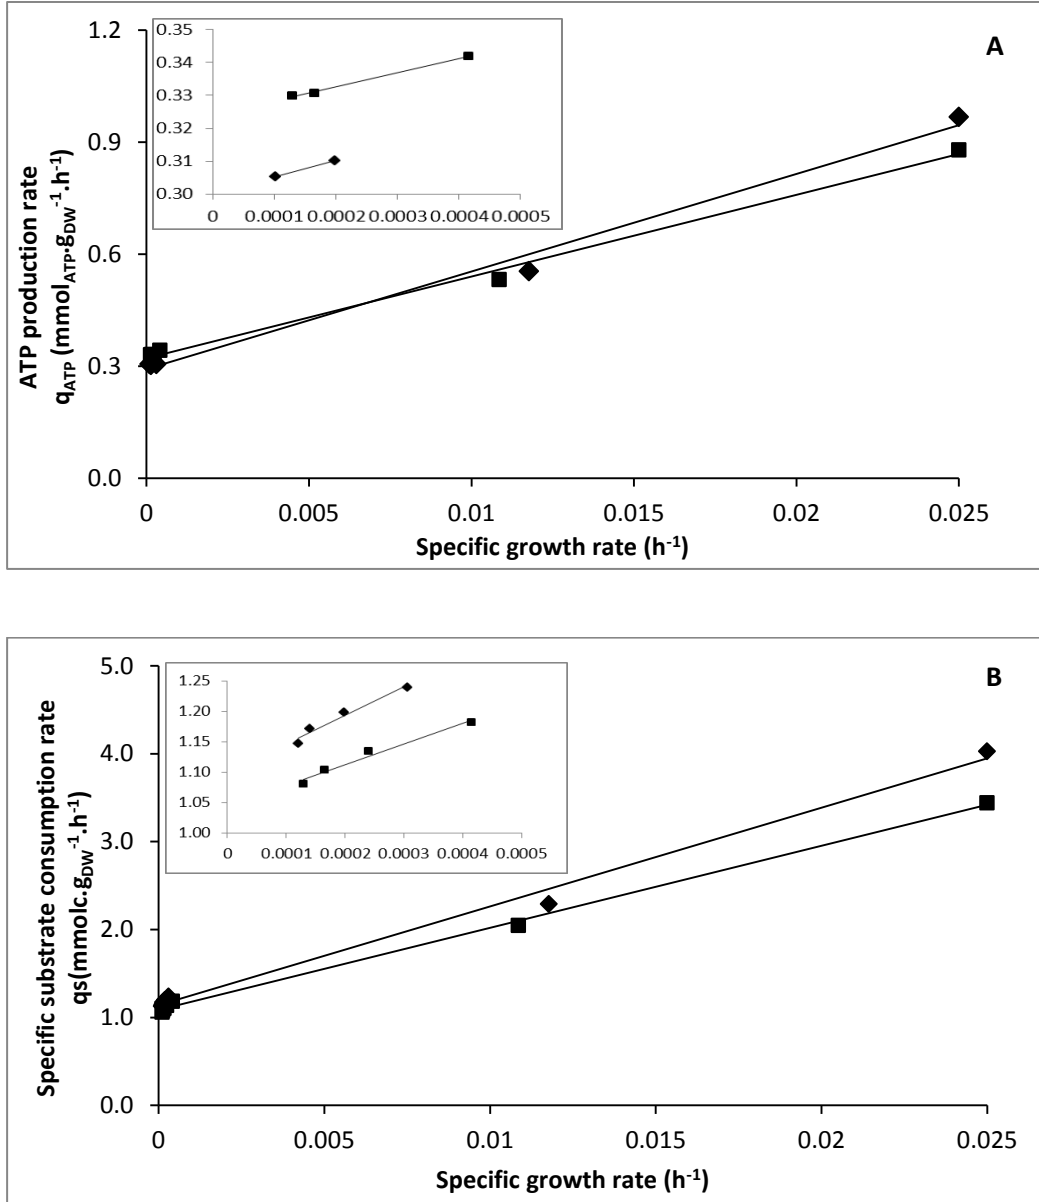 A
1.2
0.9
0.6
0.3
0.0
ATP production rate
q_ATP (mmol_ATP·g_DW^-1.h^-1)
0.35
0.34
0.33
0.32
0.31
0.30
0 0.0001 0.0002 0.0003 0.0004 0.0005
0 0.005 0.01 0.015 0.02 0.025
Specific growth rate (h^-1)
B
5.0
4.0
3.0
2.0
1.0
0.0
Specific substrate consumption rate
qs(mmolc.g_DW^-1.h^-1)
1.25
1.20
1.15
1.10
1.05
1.00
0 0.0001 0.0002 0.0003 0.0004 0.0005
0 0.005 0.01 0.015 0.02 0.025
Specific growth rate (h^-1)